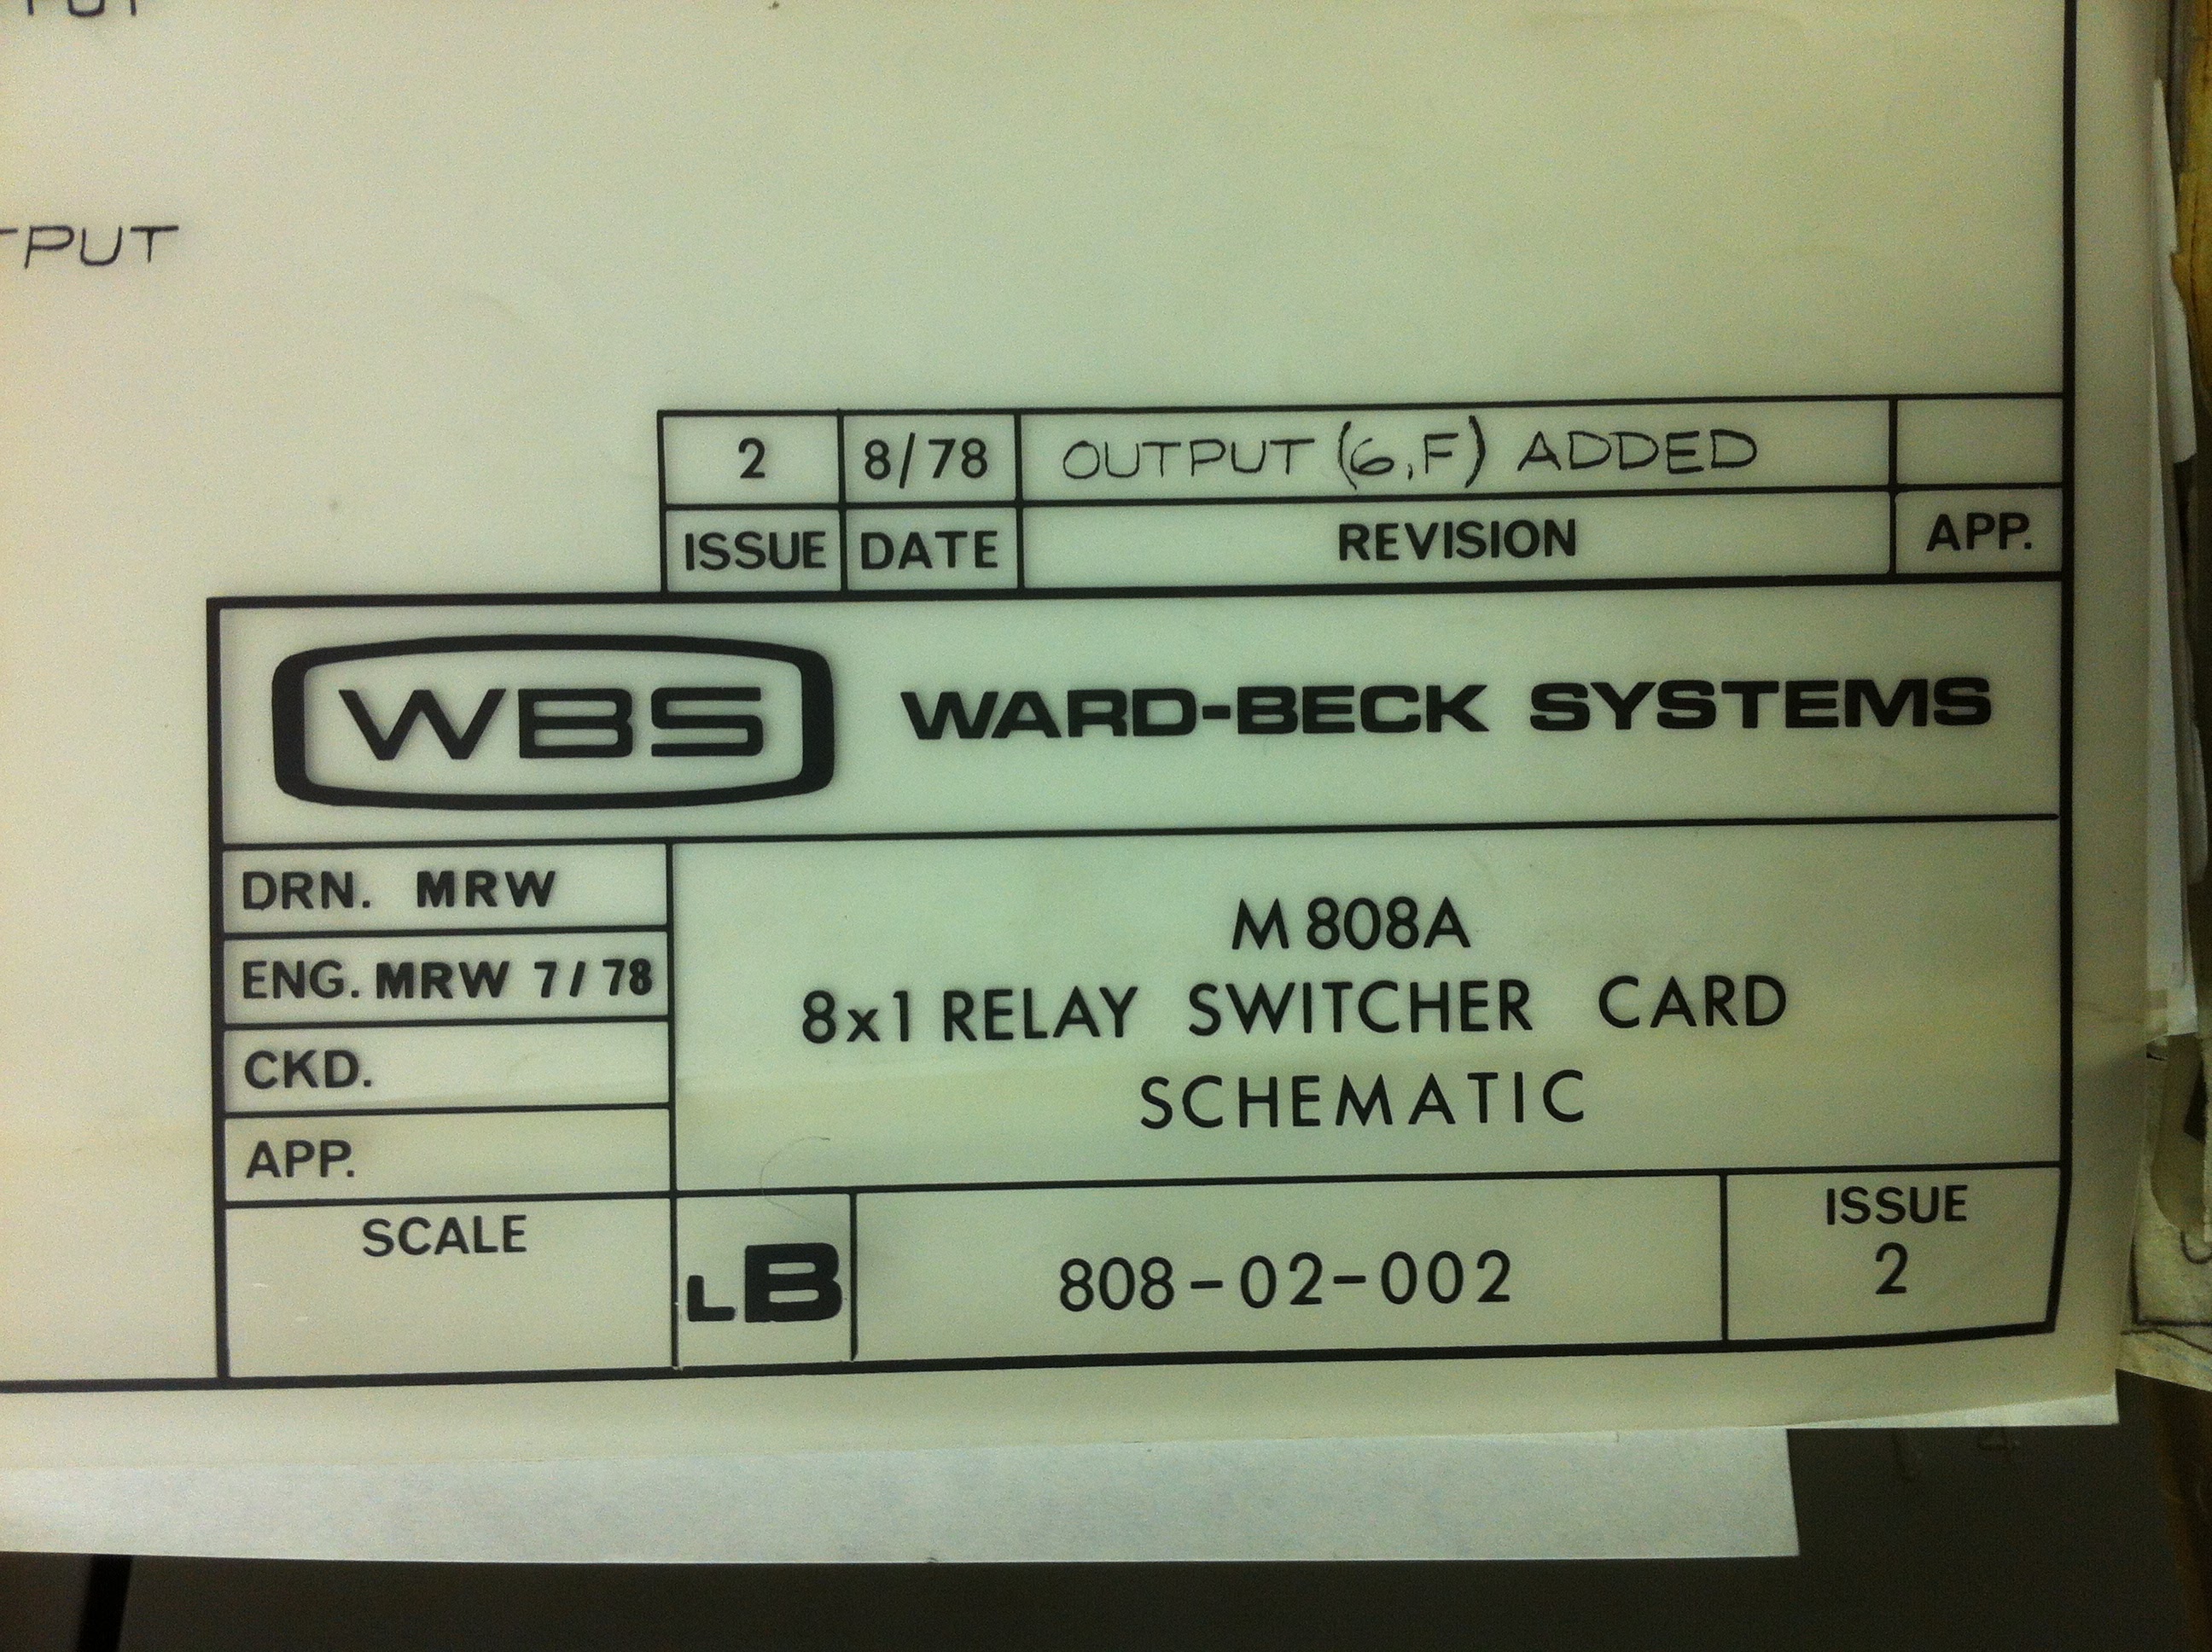 PUT
2 8/78 OUTPUT (6,F) ADDED
ISSUE DATE REVISION APP.
WBS WARD-BECK SYSTEMS
DRN. MRW
ENG. MRW 7/78
CKD.
APP.
M 808A
8x1 RELAY SWITCHER CARD
SCHEMATIC
SCALE
LB
808-02-002
ISSUE
2